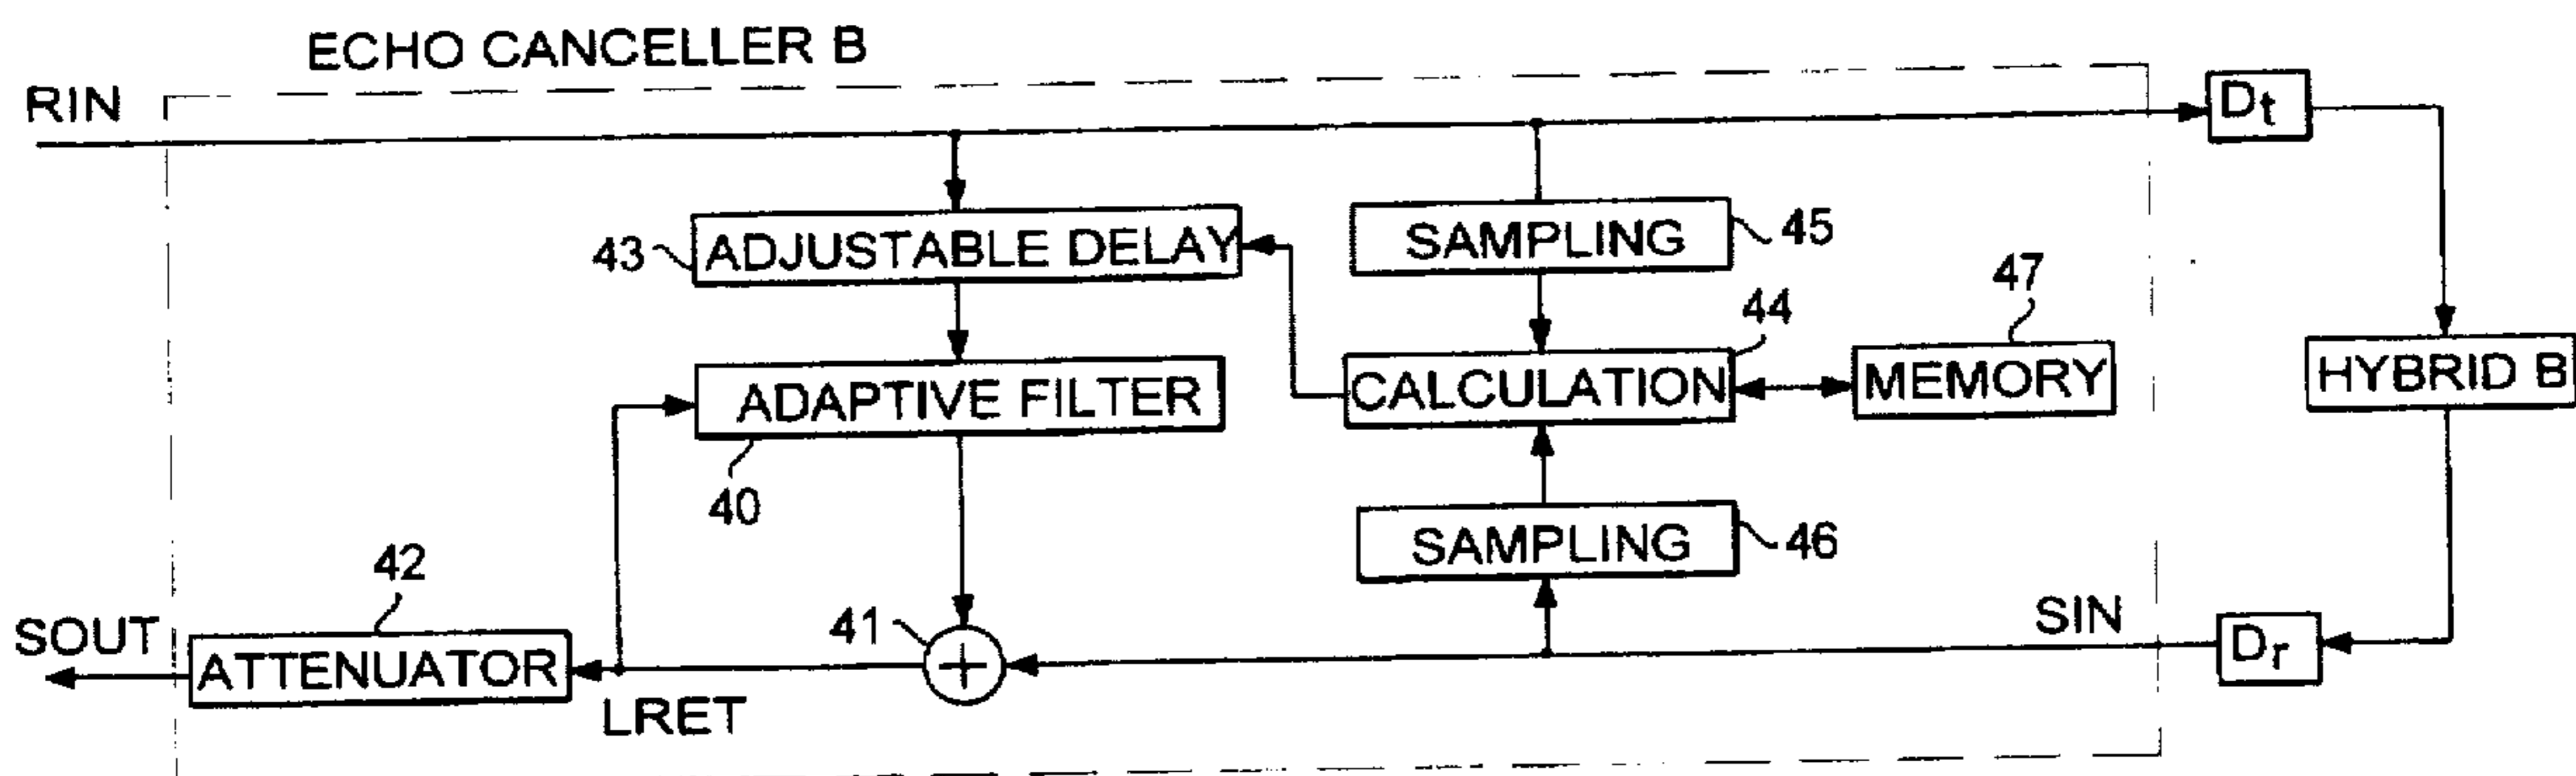 ECHO CANCELLER B
RIN
Dt
43
ADJUSTABLE DELAY
SAMPLING
45
47
44
ADAPTIVE FILTER
CALCULATION
MEMORY
HYBRID B
40
SAMPLING
46
42
41
SIN
SOUT
ATTENUATOR
+
Dr
LRET